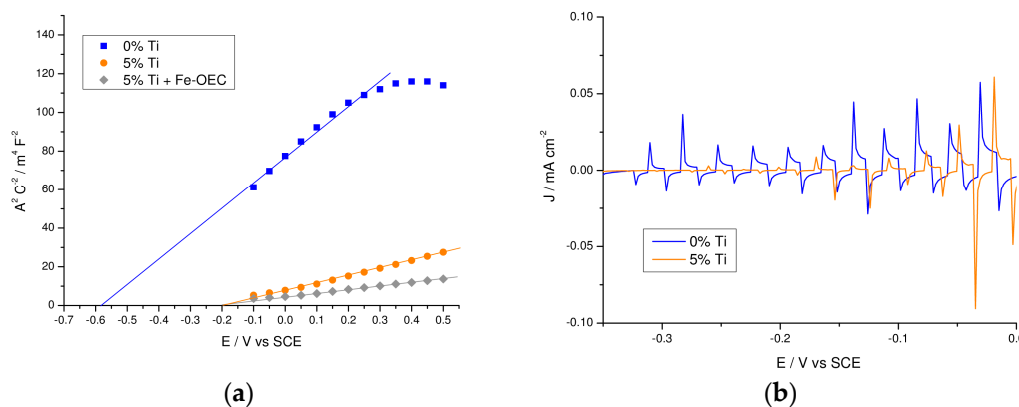 0% Ti
5% Ti
5% Ti + Fe-OEC
A² C⁻² / m⁴ F⁻²
140
120
100
80
60
40
20
0
-0.7 -0.6 -0.5 -0.4 -0.3 -0.2 -0.1 0.0 0.1 0.2 0.3 0.4 0.5
E / V vs SCE
(a)
J / mA cm⁻²
0.10
0.05
0.00
-0.05
-0.10
0% Ti
5% Ti
-0.3 -0.2 -0.1 0.0
E / V vs SCE
(b)